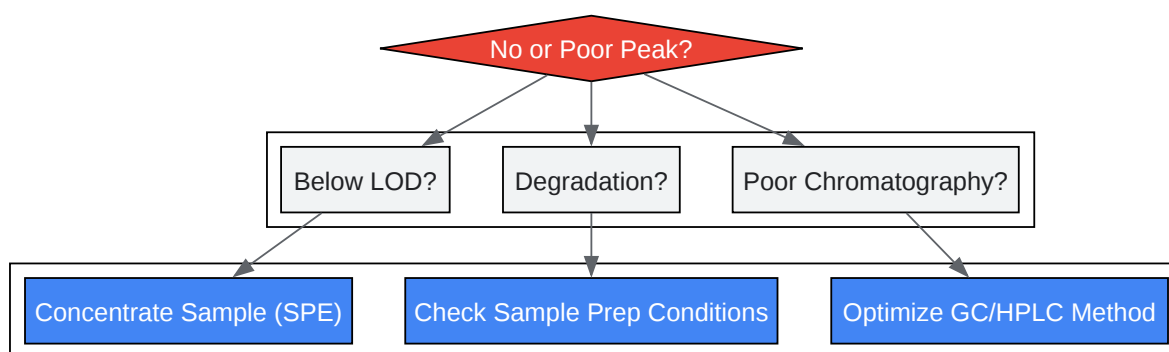 No or Poor Peak?
Below LOD?
Degradation?
Poor Chromatography?
Concentrate Sample (SPE)
Check Sample Prep Conditions
Optimize GC/HPLC Method